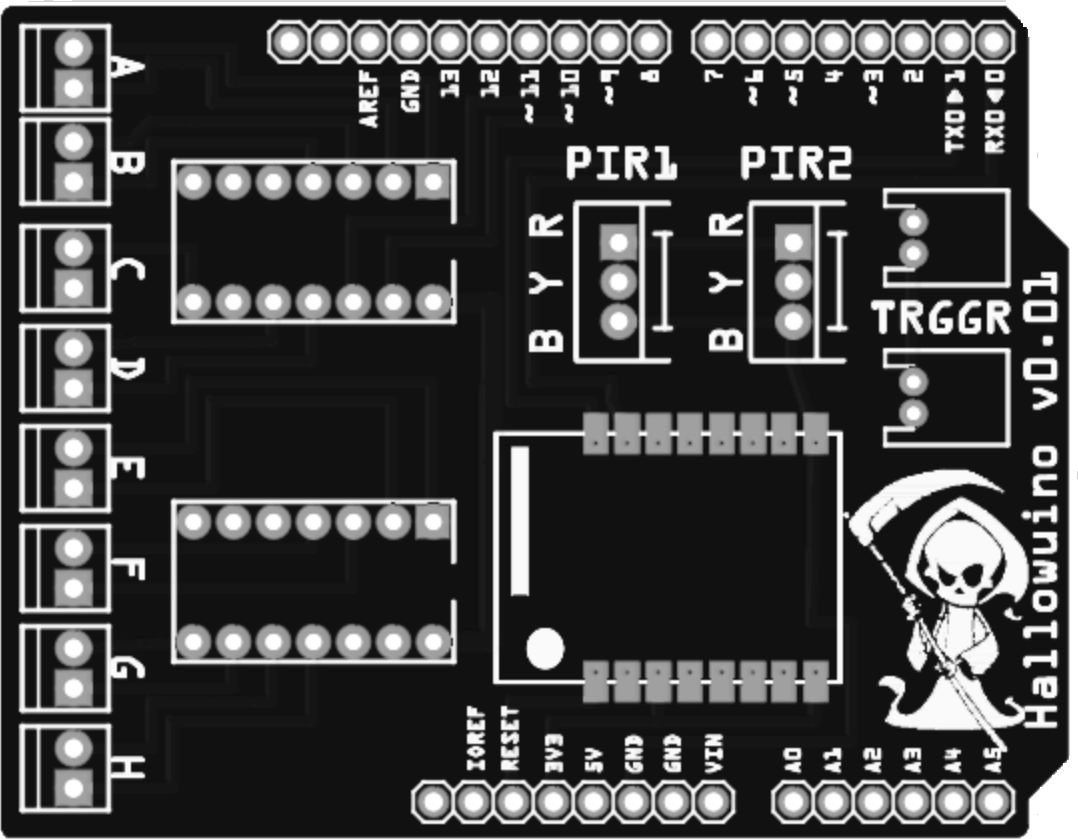 AREF
GND
13
12
~11
~10
~9
8
7
~6
~5
4
~3
2
TX0▶1
RX0◀0
A
B
C
D
E
F
G
H
PIR1
R
Y
B
PIR2
R
Y
B
TRGGR
Hallowuino v0.01
IOREF
RESET
3V3
5V
GND
GND
VIN
A0
A1
A2
A3
A4
A5